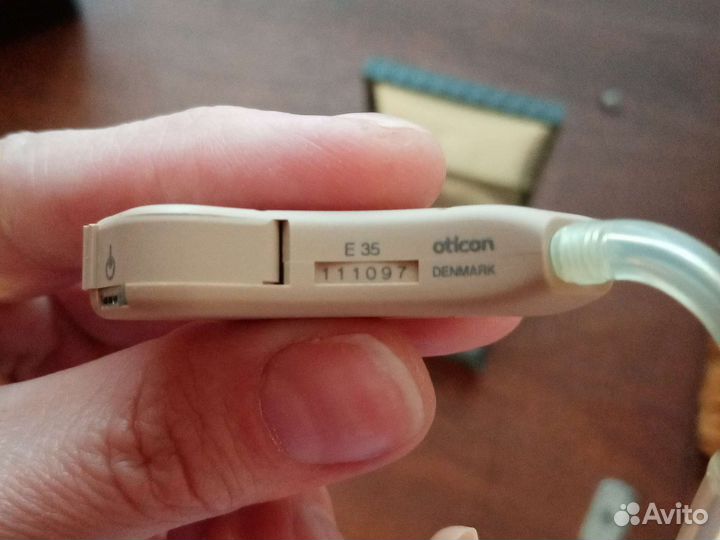 E 35
111097
oticon
DENMARK
Avito